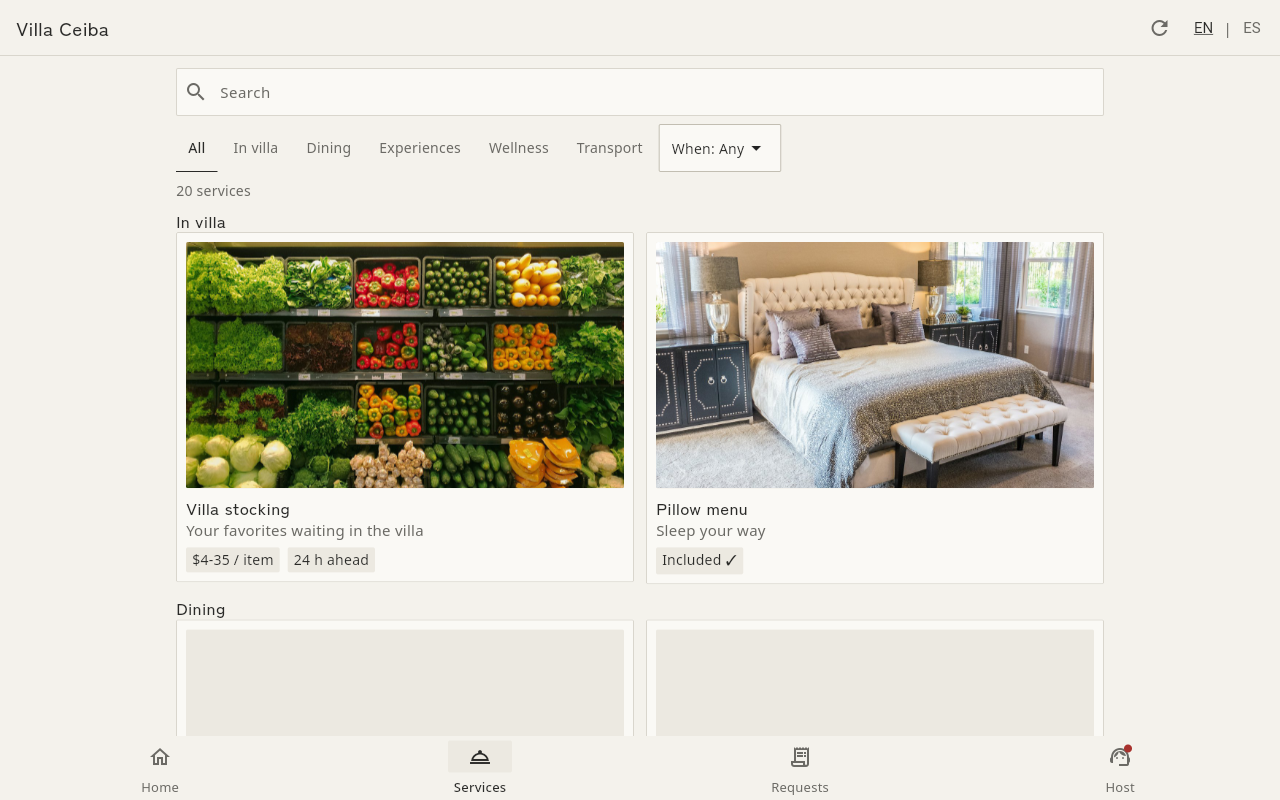 Villa Ceiba
EN | ES
Search
All In villa Dining Experiences Wellness Transport When: Any
20 services
In villa
Villa stocking
Your favorites waiting in the villa
$4-35 / item 24 h ahead
Pillow menu
Sleep your way
Included ✓
Dining
Home Services Requests Host